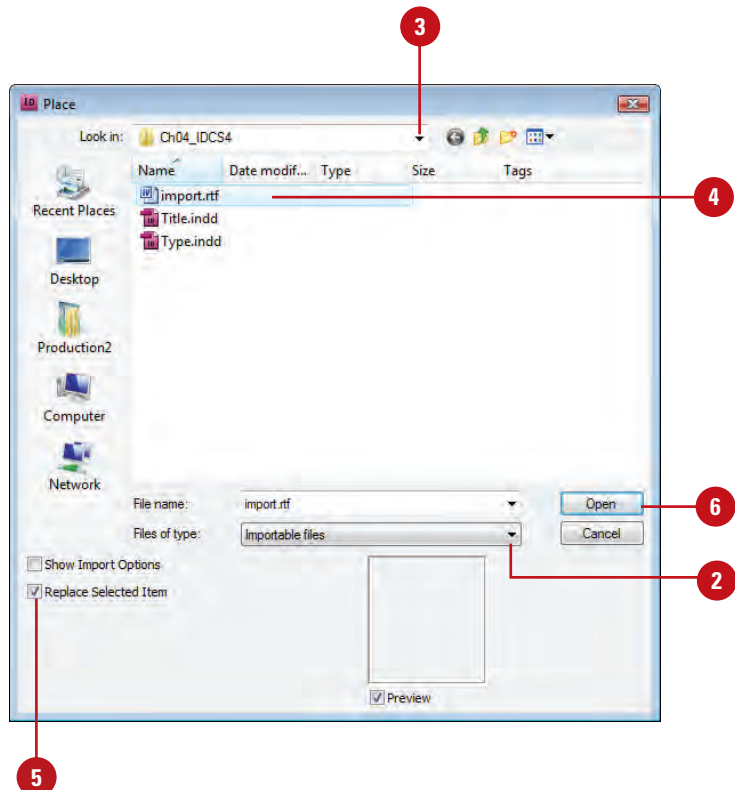 3
Place
Look in: Ch04_IDCS4
Name Date modif... Type Size Tags
import.rtf
4
Title.indd
Type.indd
Recent Places
Desktop
Production2
Computer
Network
File name: import.rtf Open
6
Files of type: Importable files Cancel
2
Show Import Options
Replace Selected Item
Preview
5